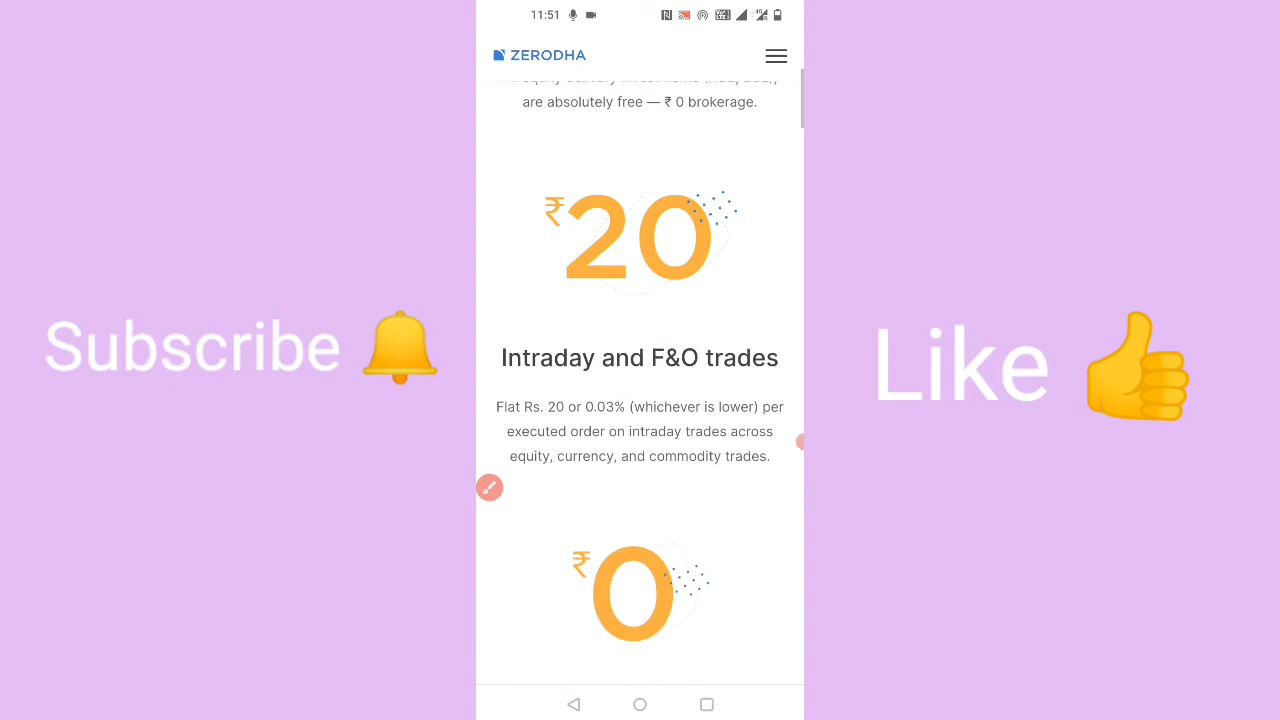 11:51
ZERODHA
are absolutely free — ₹ 0 brokerage.
₹20
Intraday and F&O trades
Flat Rs. 20 or 0.03% (whichever is lower) per
executed order on intraday trades across
equity, currency, and commodity trades.
₹0
Subscribe 🔔
Like 👍